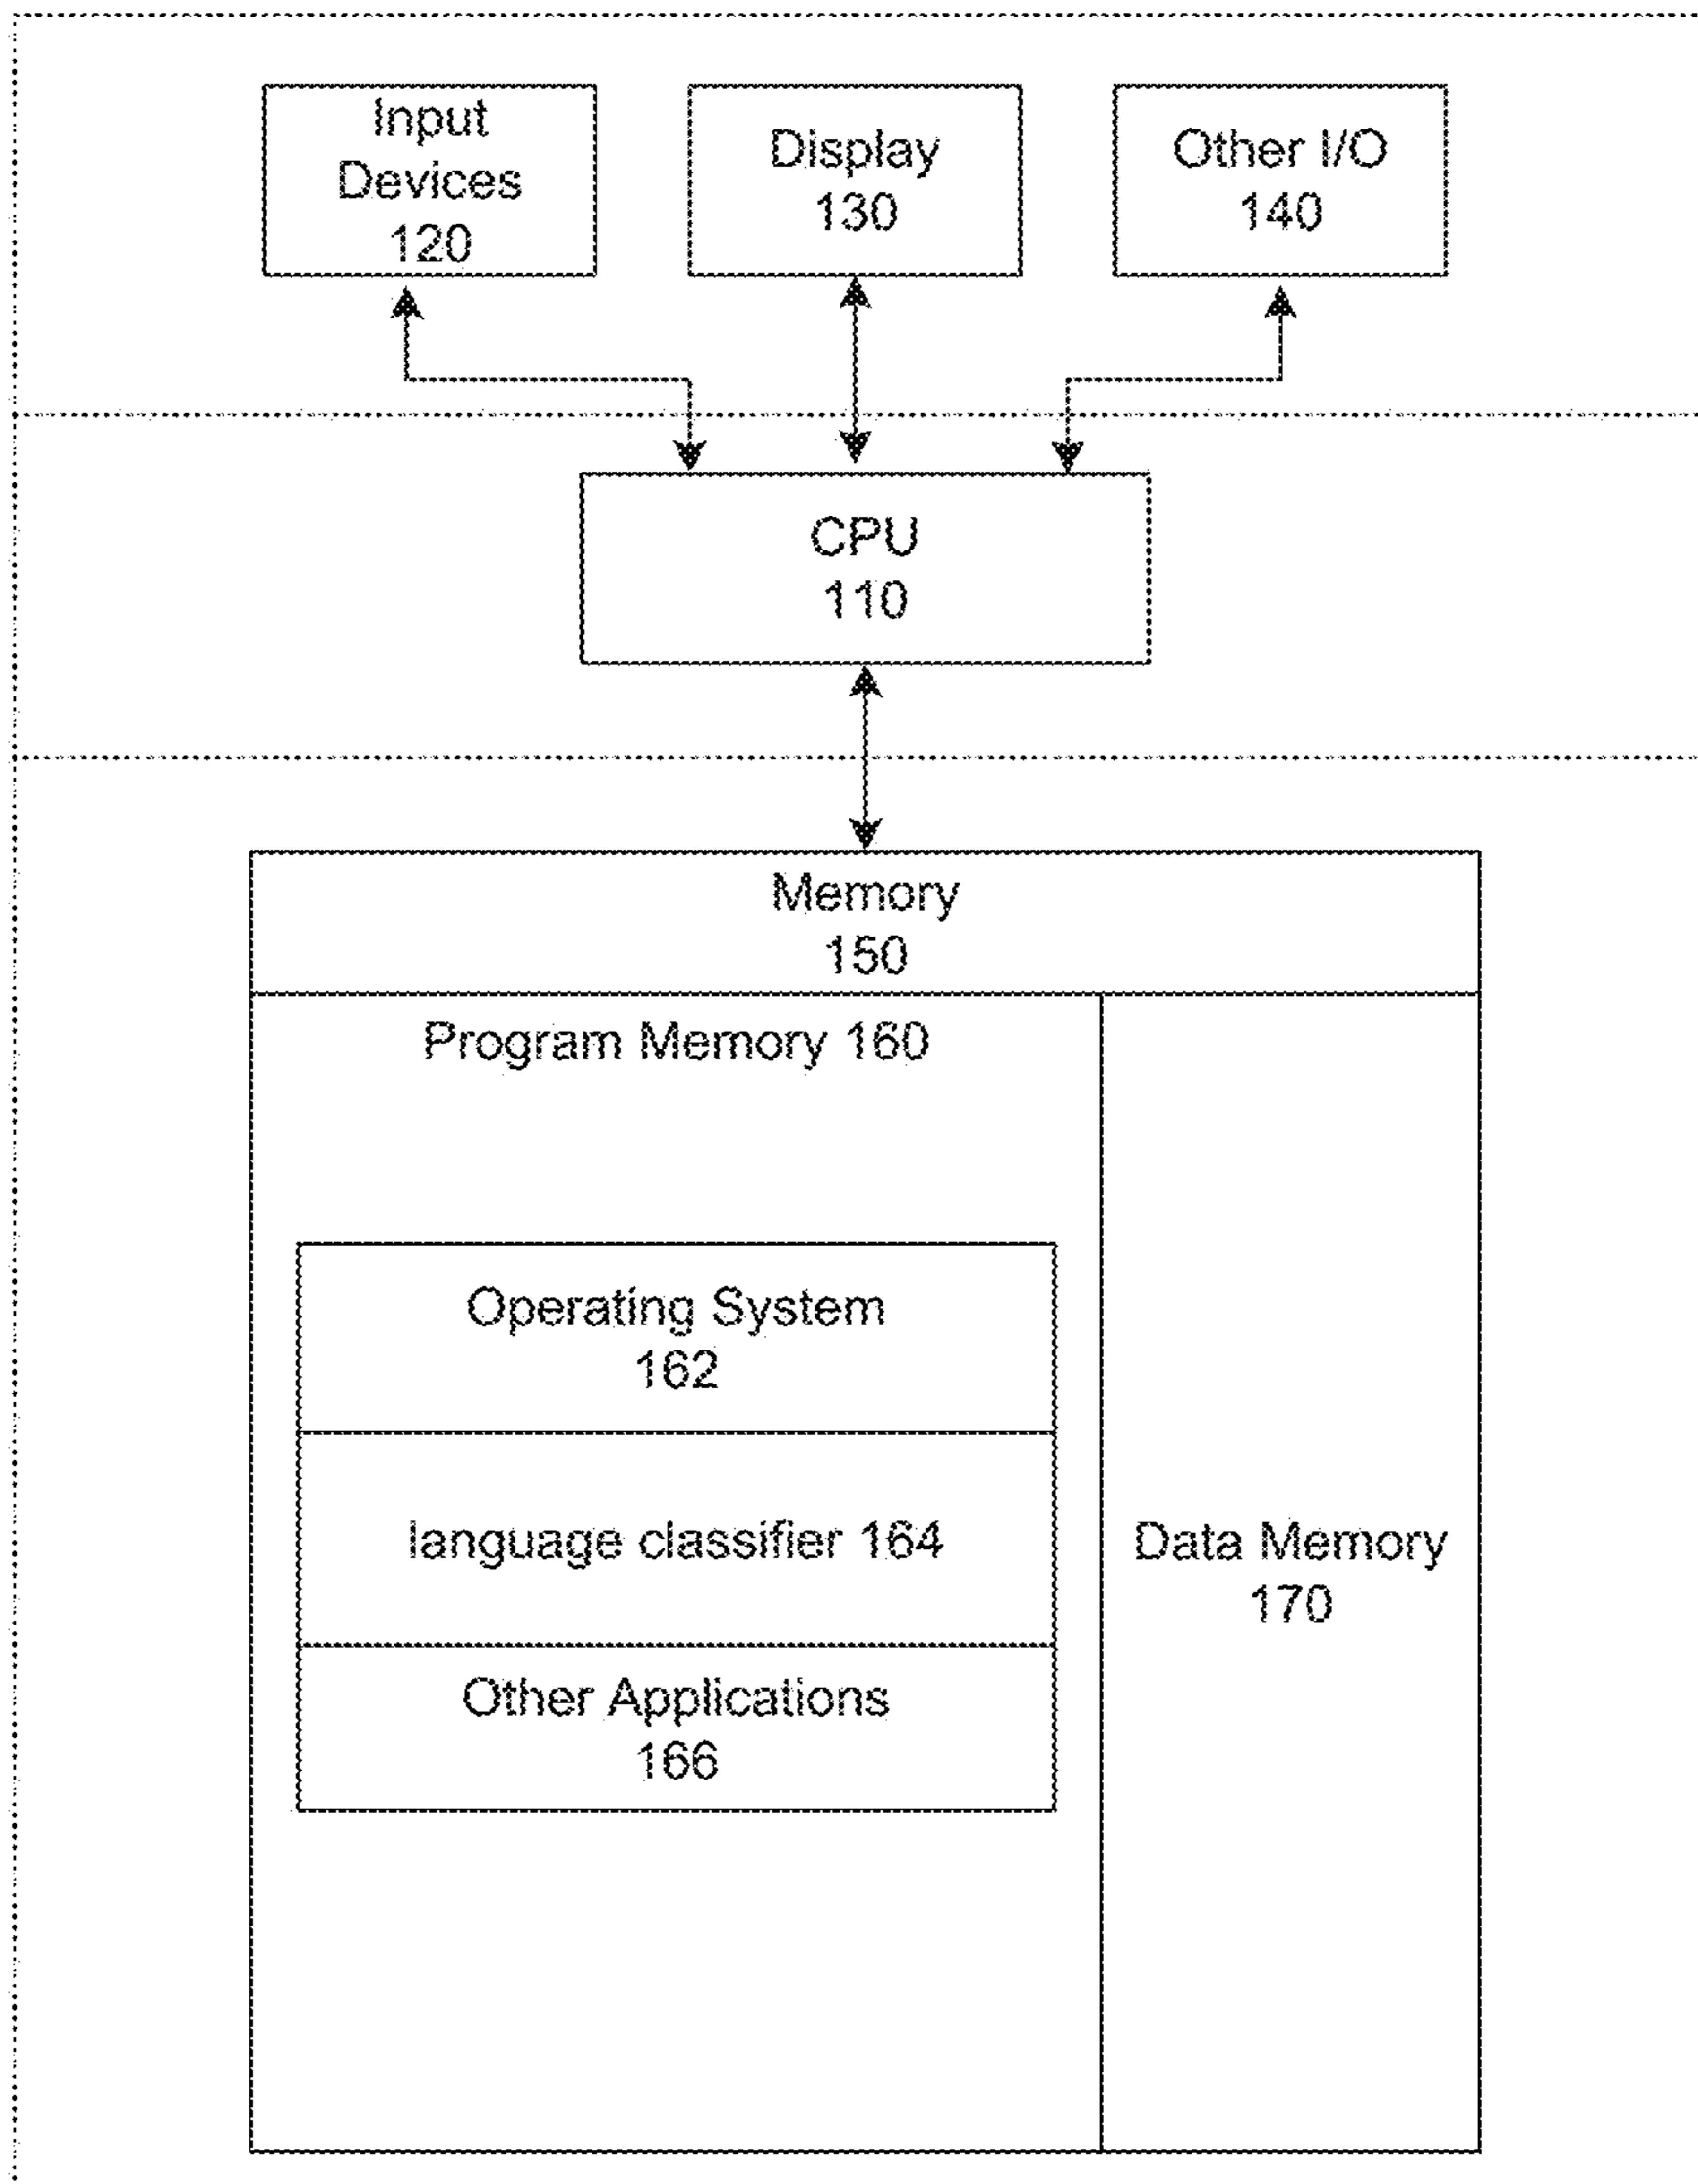 Input
Devices
120
Display
130
Other I/O
140
CPU
110
Memory
150
Program Memory 160
Operating System
162
language classifier 164
Other Applications
166
Data Memory
170